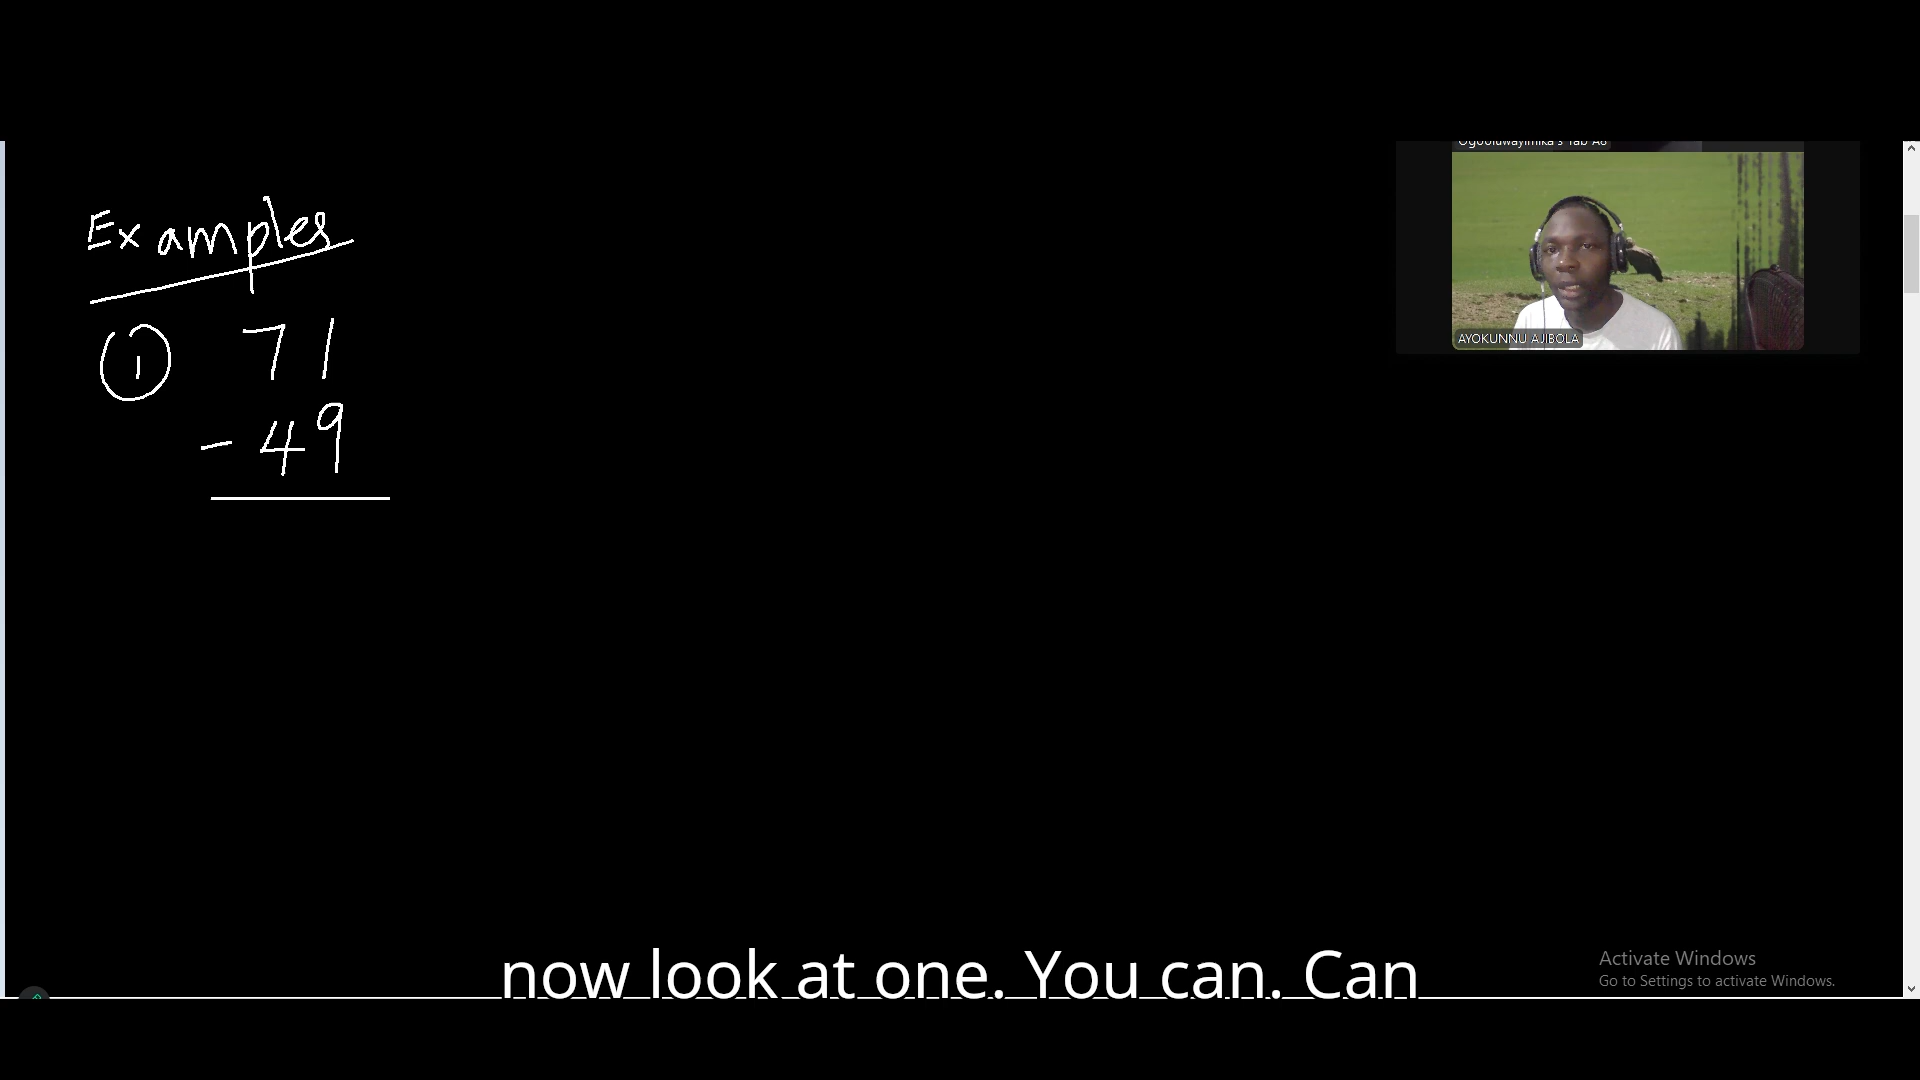 Ogboluwayimika's Tab A8
Examples
AYOKUNNU AJIBOLA
① 71
- 49
now look at one. You can. Can
Activate Windows
Go to Settings to activate Windows.